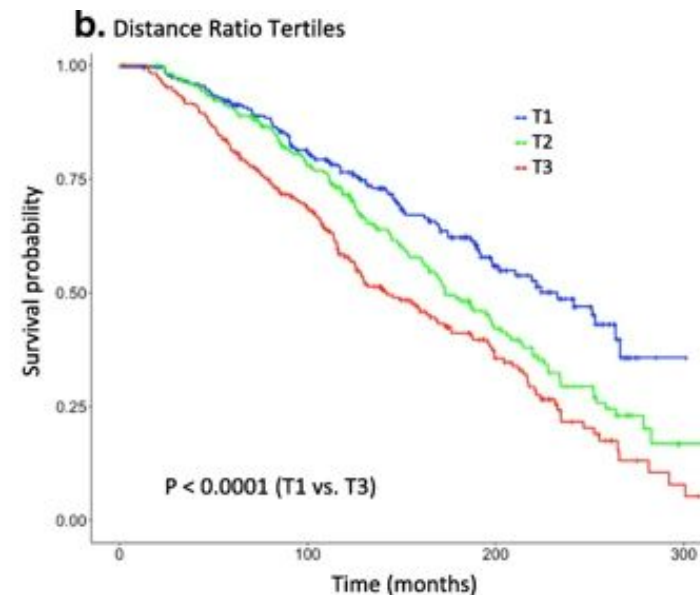 b. Distance Ratio Tertiles
1.00
0.75
0.50
0.25
0.00
Survival probability
T1
T2
T3
P < 0.0001 (T1 vs. T3)
0
100
200
300
Time (months)